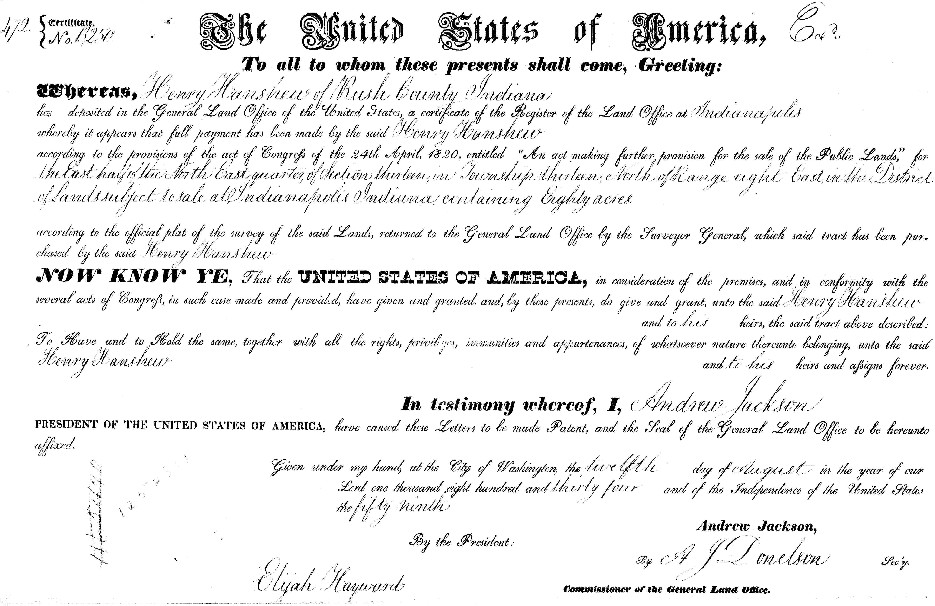 Certificate
The United States of America,
To all to whom these presents shall come, Greeting:
Whereas, Henry Hanshew of Rush County Indiana
has deposited in the General Land Office of the United States, a certificate of the Register of the Land Office at Indianapolis
whereby it appears that full payment has been made by the said Henry Hanshew
according to the provisions of the act of Congress of the 24th April, 1820, entitled "An act making further provision for the sale of the Public Lands," for
the East half of the North East quarter of Section thirteen, in Township thirteen, North, of Range eight East in the District
of Lands subject to sale at Indianapolis Indiana, containing Eighty acres
according to the official plat of the survey of the said Lands, returned to the General Land Office by the Surveyor General, which said tract has been pur-
chased by the said Henry Hanshew
NOW KNOW YE, That the UNITED STATES OF AMERICA, in consideration of the premises, and in conformity with the
several acts of Congress, in such case made and provided, have given and granted and, by these presents, do give and grant, unto the said Henry Hanshew
and to his heirs, the said tract above described:
To Have and to Hold the same, together with all the rights, privileges, immunities and appurtenances, of whatsoever nature thereunto belonging, unto the said
Henry Hanshew and to his heirs and assigns forever.
In testimony whereof, I, Andrew Jackson
PRESIDENT OF THE UNITED STATES OF AMERICA, have caused these Letters to be made Patent, and the Seal of the General Land Office to be hereunto
affixed.
Given under my hand, at the City of Washington, the twelfth day of August in the year of our
Lord one thousand eight hundred and thirty four and of the Independence of the United States
the fifty ninth
Andrew Jackson,
By the President:
By A J Donelson Sec'y.
Elijah Hayward
Commissioner of the General Land Office.